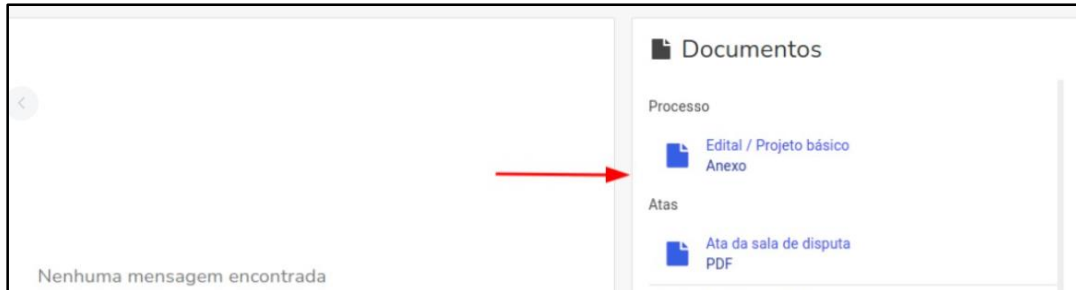 Documentos
Processo
Edital / Projeto básico
Anexo
Atas
Ata da sala de disputa
PDF
Nenhuma mensagem encontrada